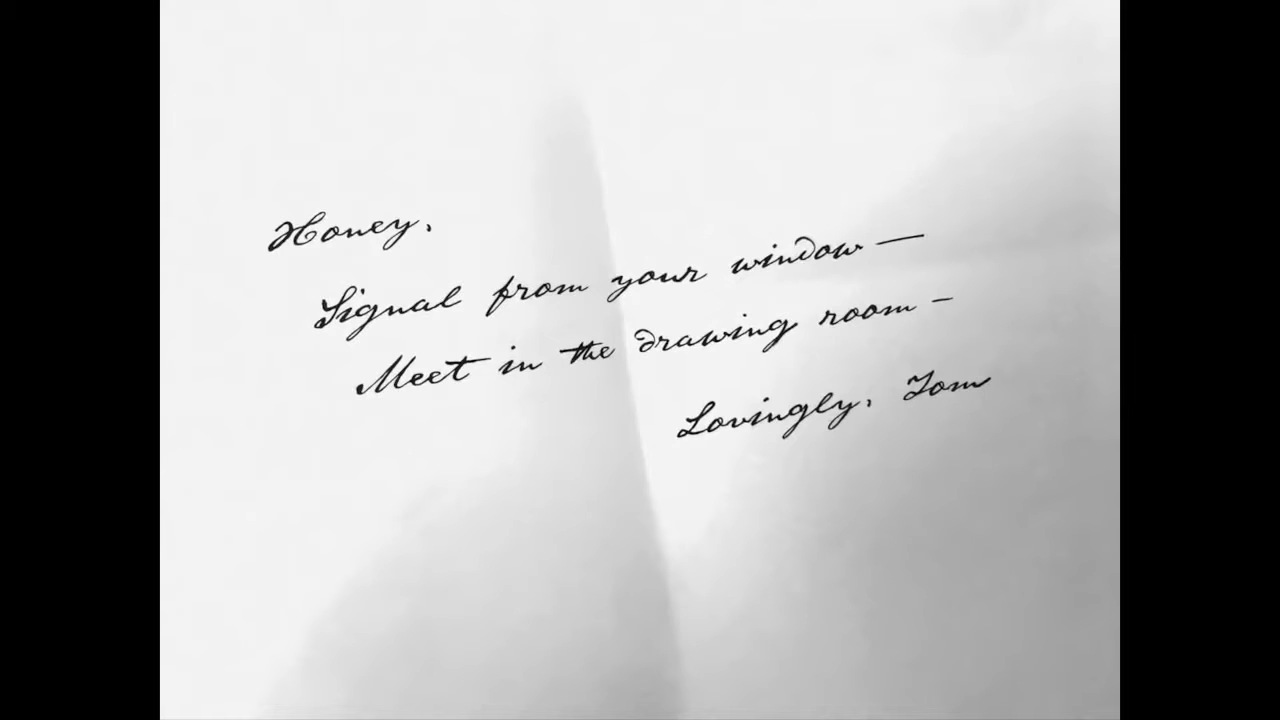 Honey,
Signal from your window —
Meet in the drawing room -
Lovingly, Tom